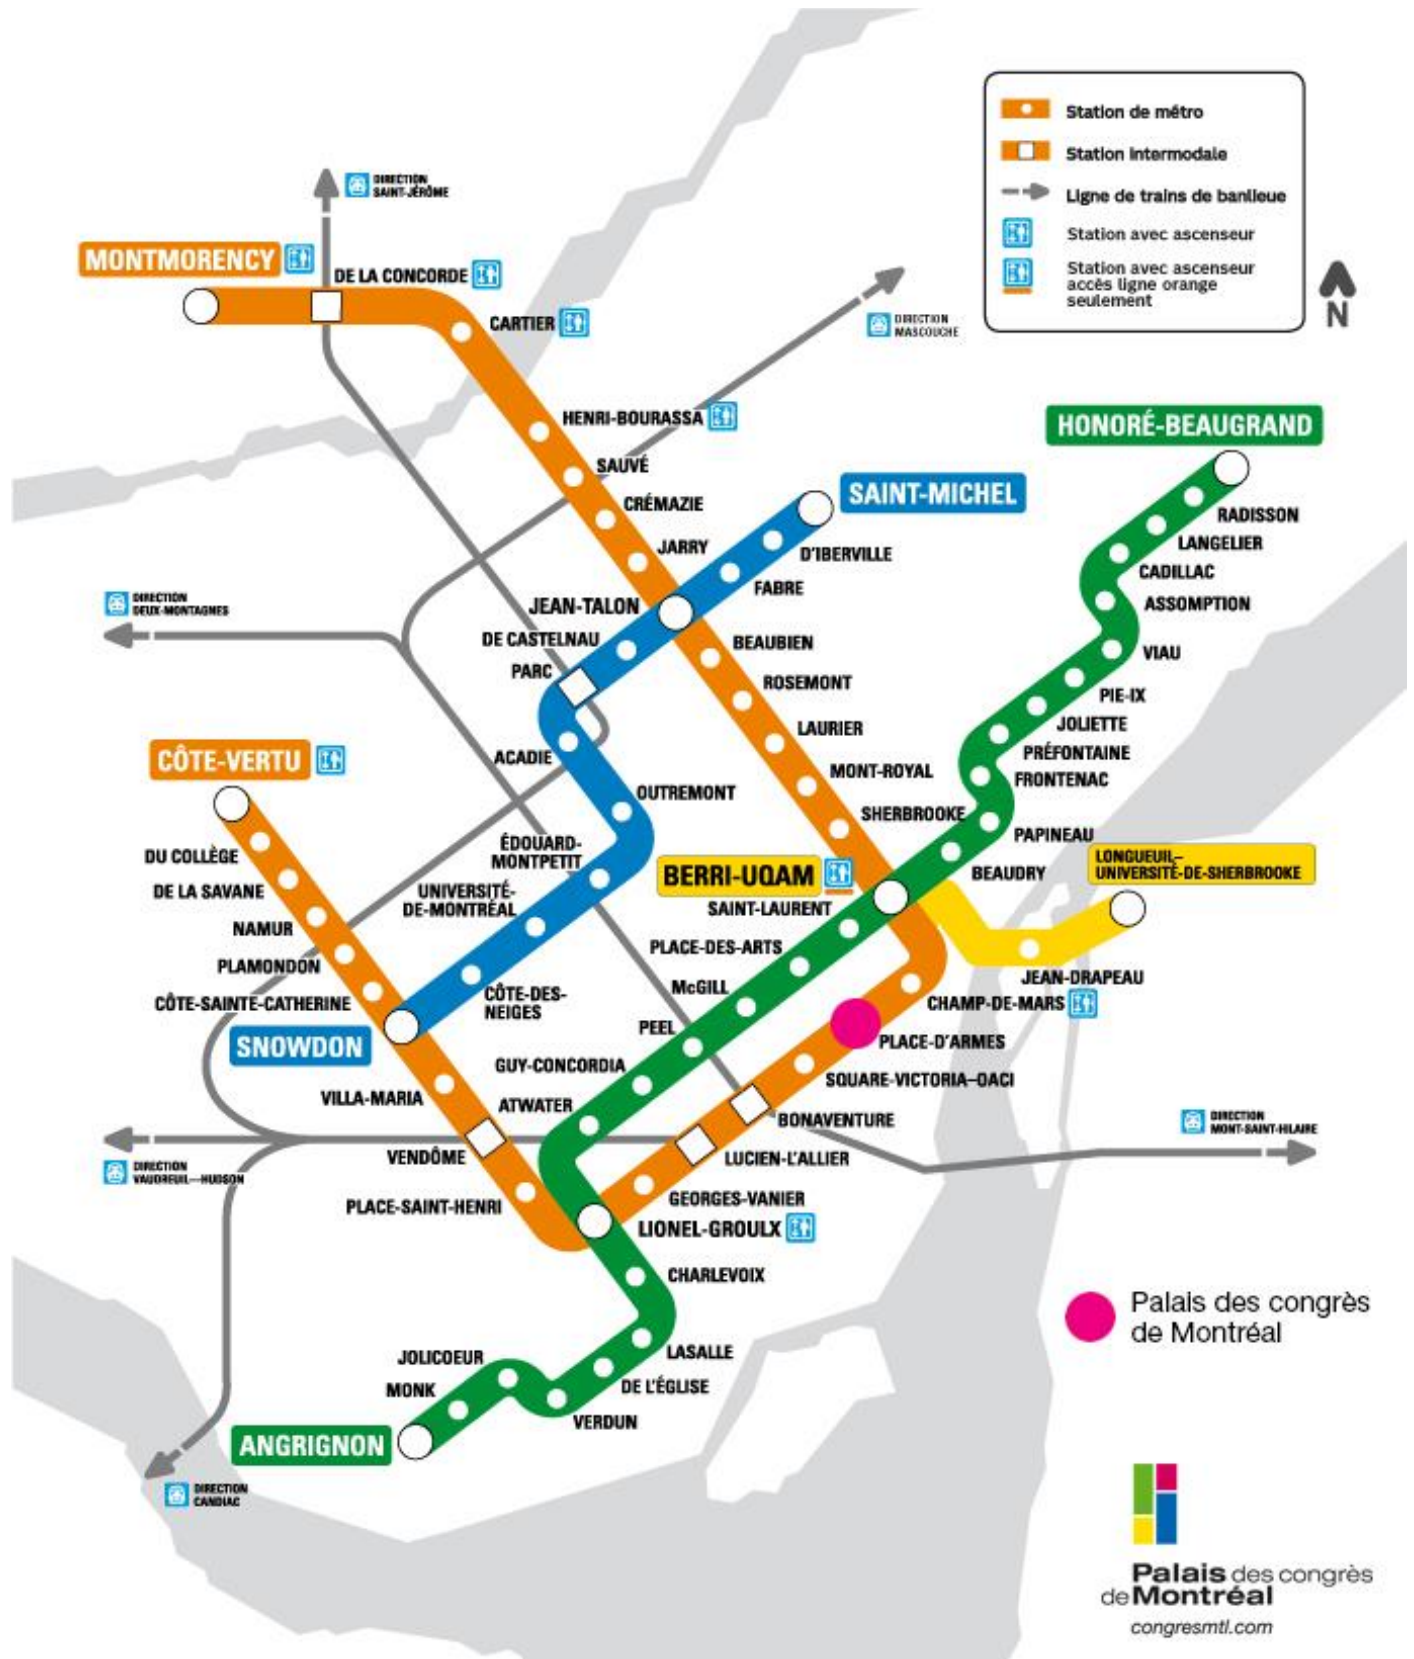 Station de métro
Station intermodale
Ligne de trains de banlieue
Station avec ascenseur
Station avec ascenseur
accès ligne orange
seulement
N
DIRECTION
SAINT-JÉRÔME
MONTMORENCY
DE LA CONCORDE
CARTIER
DIRECTION
MASCOUCHE
HENRI-BOURASSA
HONORÉ-BEAUGRAND
SAUVÉ
SAINT-MICHEL
CRÉMAZIE
RADISSON
JARRY
LANGELIER
D'IBERVILLE
CADILLAC
FABRE
DIRECTION
DEUX-MONTAGNES
JEAN-TALON
ASSOMPTION
DE CASTELNAU
BEAUBIEN
VIAU
PARC
ROSEMONT
PIE-IX
LAURIER
JOLIETTE
CÔTE-VERTU
ACADIE
PRÉFONTAINE
MONT-ROYAL
FRONTENAC
OUTREMONT
SHERBROOKE
PAPINEAU
DU COLLÈGE
ÉDOUARD-
MONTPETIT
BERRI-UQAM
BEAUDRY
LONGUEUIL–
UNIVERSITÉ-DE-SHERBROOKE
DE LA SAVANE
UNIVERSITÉ-
DE-MONTRÉAL
SAINT-LAURENT
NAMUR
PLACE-DES-ARTS
PLAMONDON
JEAN-DRAPEAU
McGILL
CÔTE-SAINTE-CATHERINE
CÔTE-DES-
NEIGES
CHAMP-DE-MARS
PEEL
SNOWDON
PLACE-D'ARMES
GUY-CONCORDIA
SQUARE-VICTORIA–OACI
VILLA-MARIA
ATWATER
BONAVENTURE
DIRECTION
MONT-SAINT-HILAIRE
VENDÔME
LUCIEN-L'ALLIER
DIRECTION
VAUDREUIL—HUDSON
PLACE-SAINT-HENRI
GEORGES-VANIER
LIONEL-GROULX
CHARLEVOIX
Palais des congrès
de Montréal
JOLICOEUR
LASALLE
MONK
DE L'ÉGLISE
VERDUN
ANGRIGNON
DIRECTION
CANDIAC
Palais des congrès
de Montréal
congresmtl.com